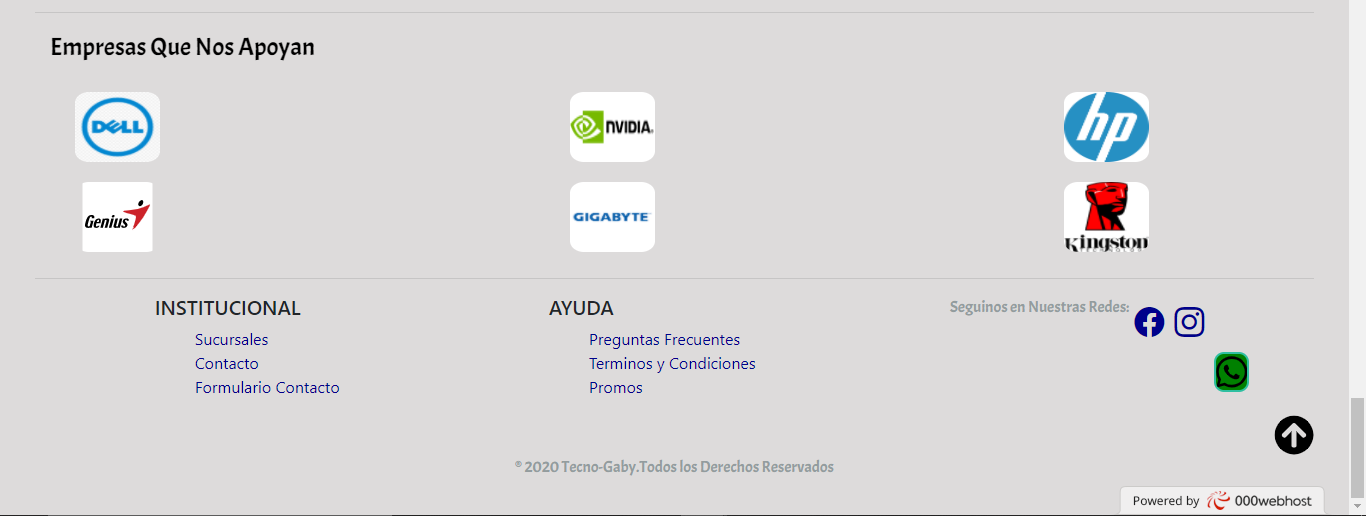 Empresas Que Nos Apoyan
DELL
NVIDIA.
hp
Genius
GIGABYTE
Kingston
TECHNOLOGY
INSTITUCIONAL
Sucursales
Contacto
Formulario Contacto
AYUDA
Preguntas Frecuentes
Terminos y Condiciones
Promos
Seguinos en Nuestras Redes:
© 2020 Tecno-Gaby.Todos los Derechos Reservados
Powered by 000webhost